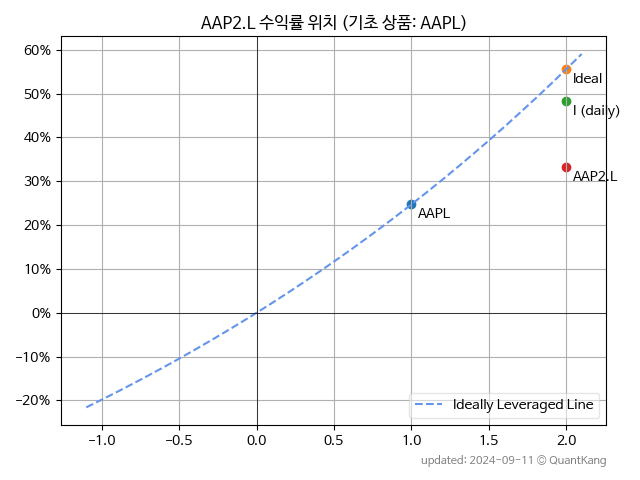 AAP2.L 수익률 위치 (기초 상품: AAPL)
60%
50%
40%
30%
20%
10%
0%
−10%
−20%
Ideal
I (daily)
AAP2.L
AAPL
Ideally Leveraged Line
−1.0 −0.5 0.0 0.5 1.0 1.5 2.0
updated: 2024-09-11 © QuantKang